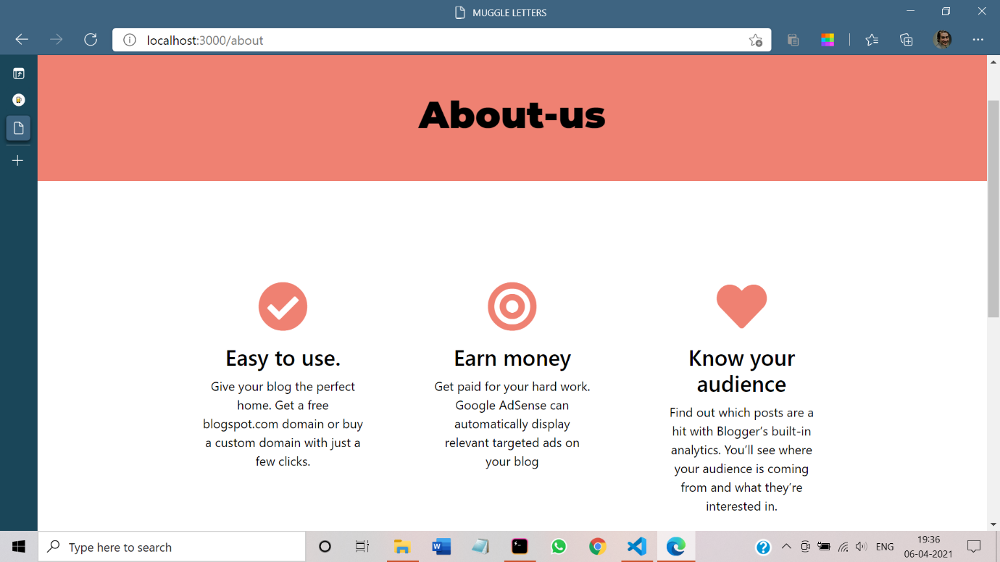 MUGGLE LETTERS
localhost:3000/about
About-us
Easy to use.
Give your blog the perfect
home. Get a free
blogspot.com domain or buy
a custom domain with just a
few clicks.
Earn money
Get paid for your hard work.
Google AdSense can
automatically display
relevant targeted ads on
your blog
Know your
audience
Find out which posts are a
hit with Blogger's built-in
analytics. You'll see where
your audience is coming
from and what they're
interested in.
Type here to search
ENG
19:36
06-04-2021